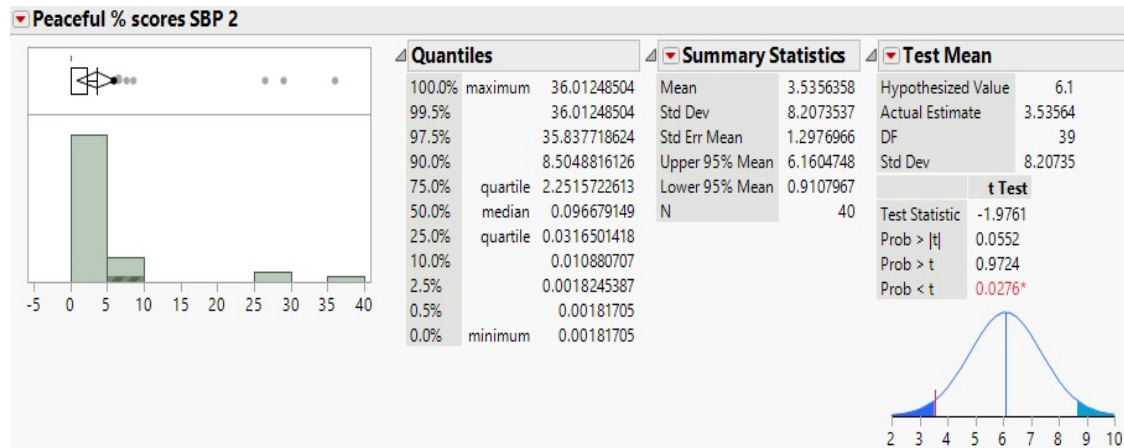 Peaceful % scores SBP 2
-5 0 5 10 15 20 25 30 35 40
Quantiles
100.0% maximum 36.01248504
99.5% 36.01248504
97.5% 35.837718624
90.0% 8.5048816126
75.0% quartile 2.2515722613
50.0% median 0.096679149
25.0% quartile 0.0316501418
10.0% 0.010880707
2.5% 0.0018245387
0.5% 0.00181705
0.0% minimum 0.00181705
Summary Statistics
Mean 3.5356358
Std Dev 8.2073537
Std Err Mean 1.2976966
Upper 95% Mean 6.1604748
Lower 95% Mean 0.9107967
N 40
Test Mean
Hypothesized Value 6.1
Actual Estimate 3.53564
DF 39
Std Dev 8.20735
t Test
Test Statistic -1.9761
Prob > |t| 0.0552
Prob > t 0.9724
Prob < t 0.0276*
2 3 4 5 6 7 8 9 10